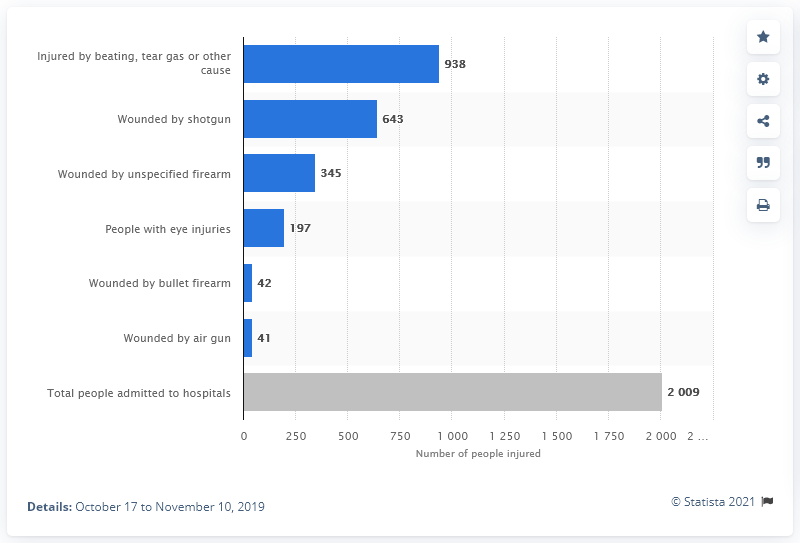 Injured by beating, tear gas or other
cause
938
Wounded by shotgun
643
Wounded by unspecified firearm
345
People with eye injuries
197
Wounded by bullet firearm
42
Wounded by air gun
41
Total people admitted to hospitals
2 009
0 250 500 750 1 000 1 250 1 500 1 750 2 000 2 ...
Number of people injured
Details: October 17 to November 10, 2019
© Statista 2021